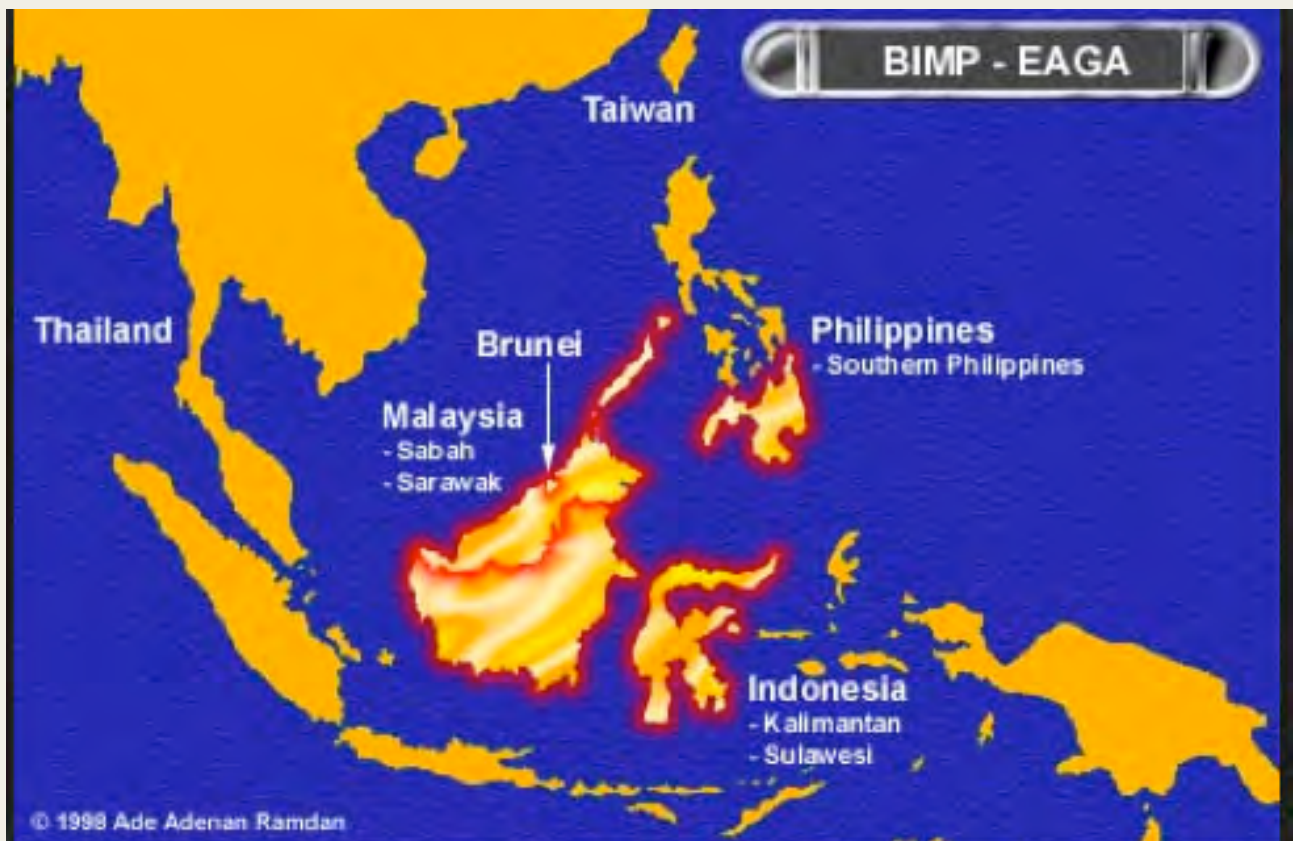 BIMP - EAGA
Taiwan
Thailand
Brunei
Philippines
- Southern Philippines
Malaysia
- Sabah
- Sarawak
Indonesia
- Kalimantan
- Sulawesi
© 1998 Ade Adenan Ramdan